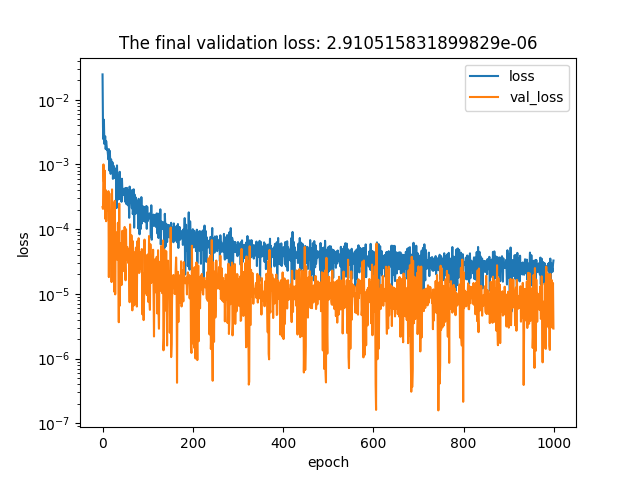 The final validation loss: 2.910515831899829e-06
loss
val_loss
10⁻²
10⁻³
10⁻⁴
10⁻⁵
10⁻⁶
10⁻⁷
loss
0 200 400 600 800 1000
epoch